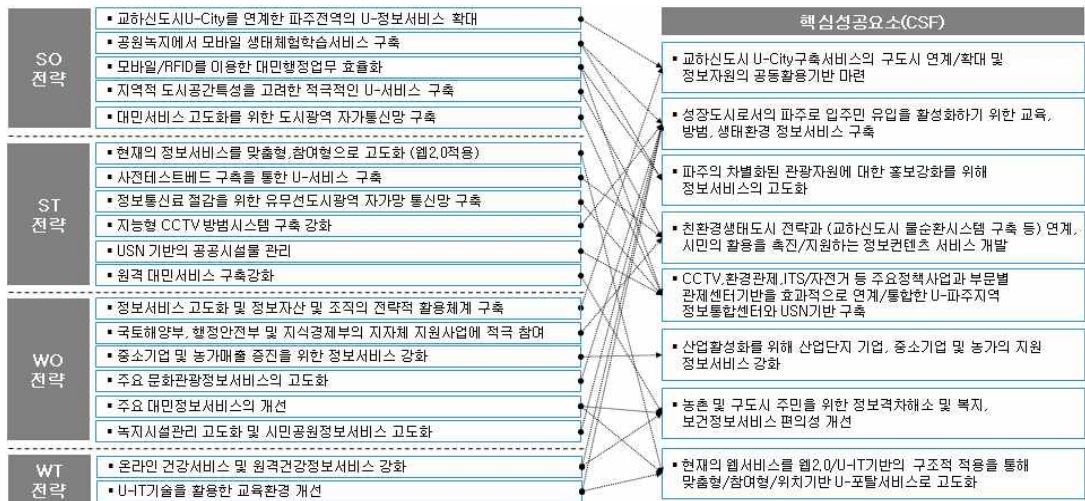 SO
전략
▪ 교하신도시U-City를 연계한 파주전역의 U-정보서비스 확대
▪ 공원녹지에서 모바일 생태체험학습서비스 구축
▪ 모바일/RFID를 이용한 대민행정업무 효율화
▪ 지역적 도시공간특성을 고려한 적극적인 U-서비스 구축
▪ 대민서비스 고도화를 위한 도시광역 자가통신망 구축
ST
전략
▪ 현재의 정보서비스를 맞춤형,참여형으로 고도화 (웹2.0적용)
▪ 사전테스트베드 구축을 통한 U-서비스 구축
▪ 정보통신료 절감을 위한 유무선도시광역 자가망 통신망 구축
▪ 지능형 CCTV 방범시스템 구축 강화
▪ USN 기반의 공공시설물 관리
▪ 원격 대민서비스 구축강화
WO
전략
▪ 정보서비스 고도화 및 정보자산 및 조직의 전략적 활용체계 구축
▪ 국토해양부, 행정안전부 및 지식경제부의 지자체 지원사업에 적극 참여
▪ 중소기업 및 농가매출 증진을 위한 정보서비스 강화
▪ 주요 문화관광정보서비스의 고도화
▪ 주요 대민정보서비스의 개선
▪ 녹지시설관리 고도화 및 시민공원정보서비스 고도화
WT
전략
▪ 온라인 건강서비스 및 원격건강정보서비스 강화
▪ U-IT기술을 활용한 교육환경 개선
핵심성공요소(CSF)
▪ 교하신도시 U-City구축서비스의 구도시 연계/확대 및
정보자원의 공동활용기반 마련
▪ 성장도시로서의 파주로 입주민 유입을 활성화하기 위한 교육,
방범, 생태환경 정보서비스 구축
▪ 파주의 차별화된 관광자원에 대한 홍보강화를 위해
정보서비스의 고도화
▪ 친환경생태도시 전략과 (교하신도시 물순환시스템 구축 등) 연계,
시민의 활용을 촉진/지원하는 정보컨텐츠 서비스 개발
▪ CCTV,환경관제,ITS/자전거 등 주요정책사업과 부문별
관제센터기반을 효과적으로 연계/통합한 U-파주지역
정보통합센터와 USN기반 구축
▪ 산업활성화를 위해 산업단지 기업, 중소기업 및 농가의 지원
정보서비스 강화
▪ 농촌 및 구도시 주민을 위한 정보격차해소 및 복지,
보건정보서비스 편의성 개선
▪ 현재의 웹서비스를 웹2.0/U-IT기반의 구조적 적용을 통해
맞춤형/참여형/위치기반 U-포탈서비스로 고도화